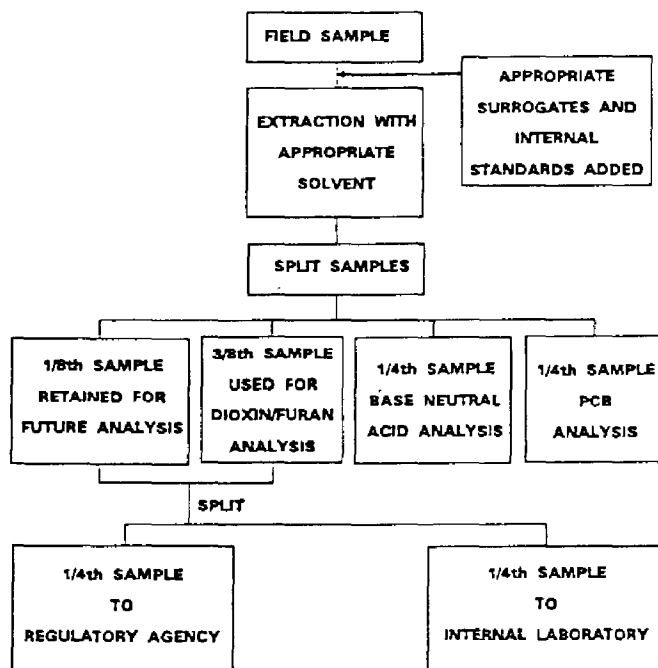 FIELD SAMPLE
APPROPRIATE
SURROGATES AND
INTERNAL
STANDARDS ADDED
EXTRACTION WITH
APPROPRIATE
SOLVENT
SPLIT SAMPLES
1/8th SAMPLE
RETAINED FOR
FUTURE ANALYSIS
3/8th SAMPLE
USED FOR
DIOXIN/FURAN
ANALYSIS
1/4th SAMPLE
BASE NEUTRAL
ACID ANALYSIS
1/4th SAMPLE
PCB
ANALYSIS
SPLIT
1/4th SAMPLE
TO
REGULATORY AGENCY
1/4th SAMPLE
TO
INTERNAL LABORATORY